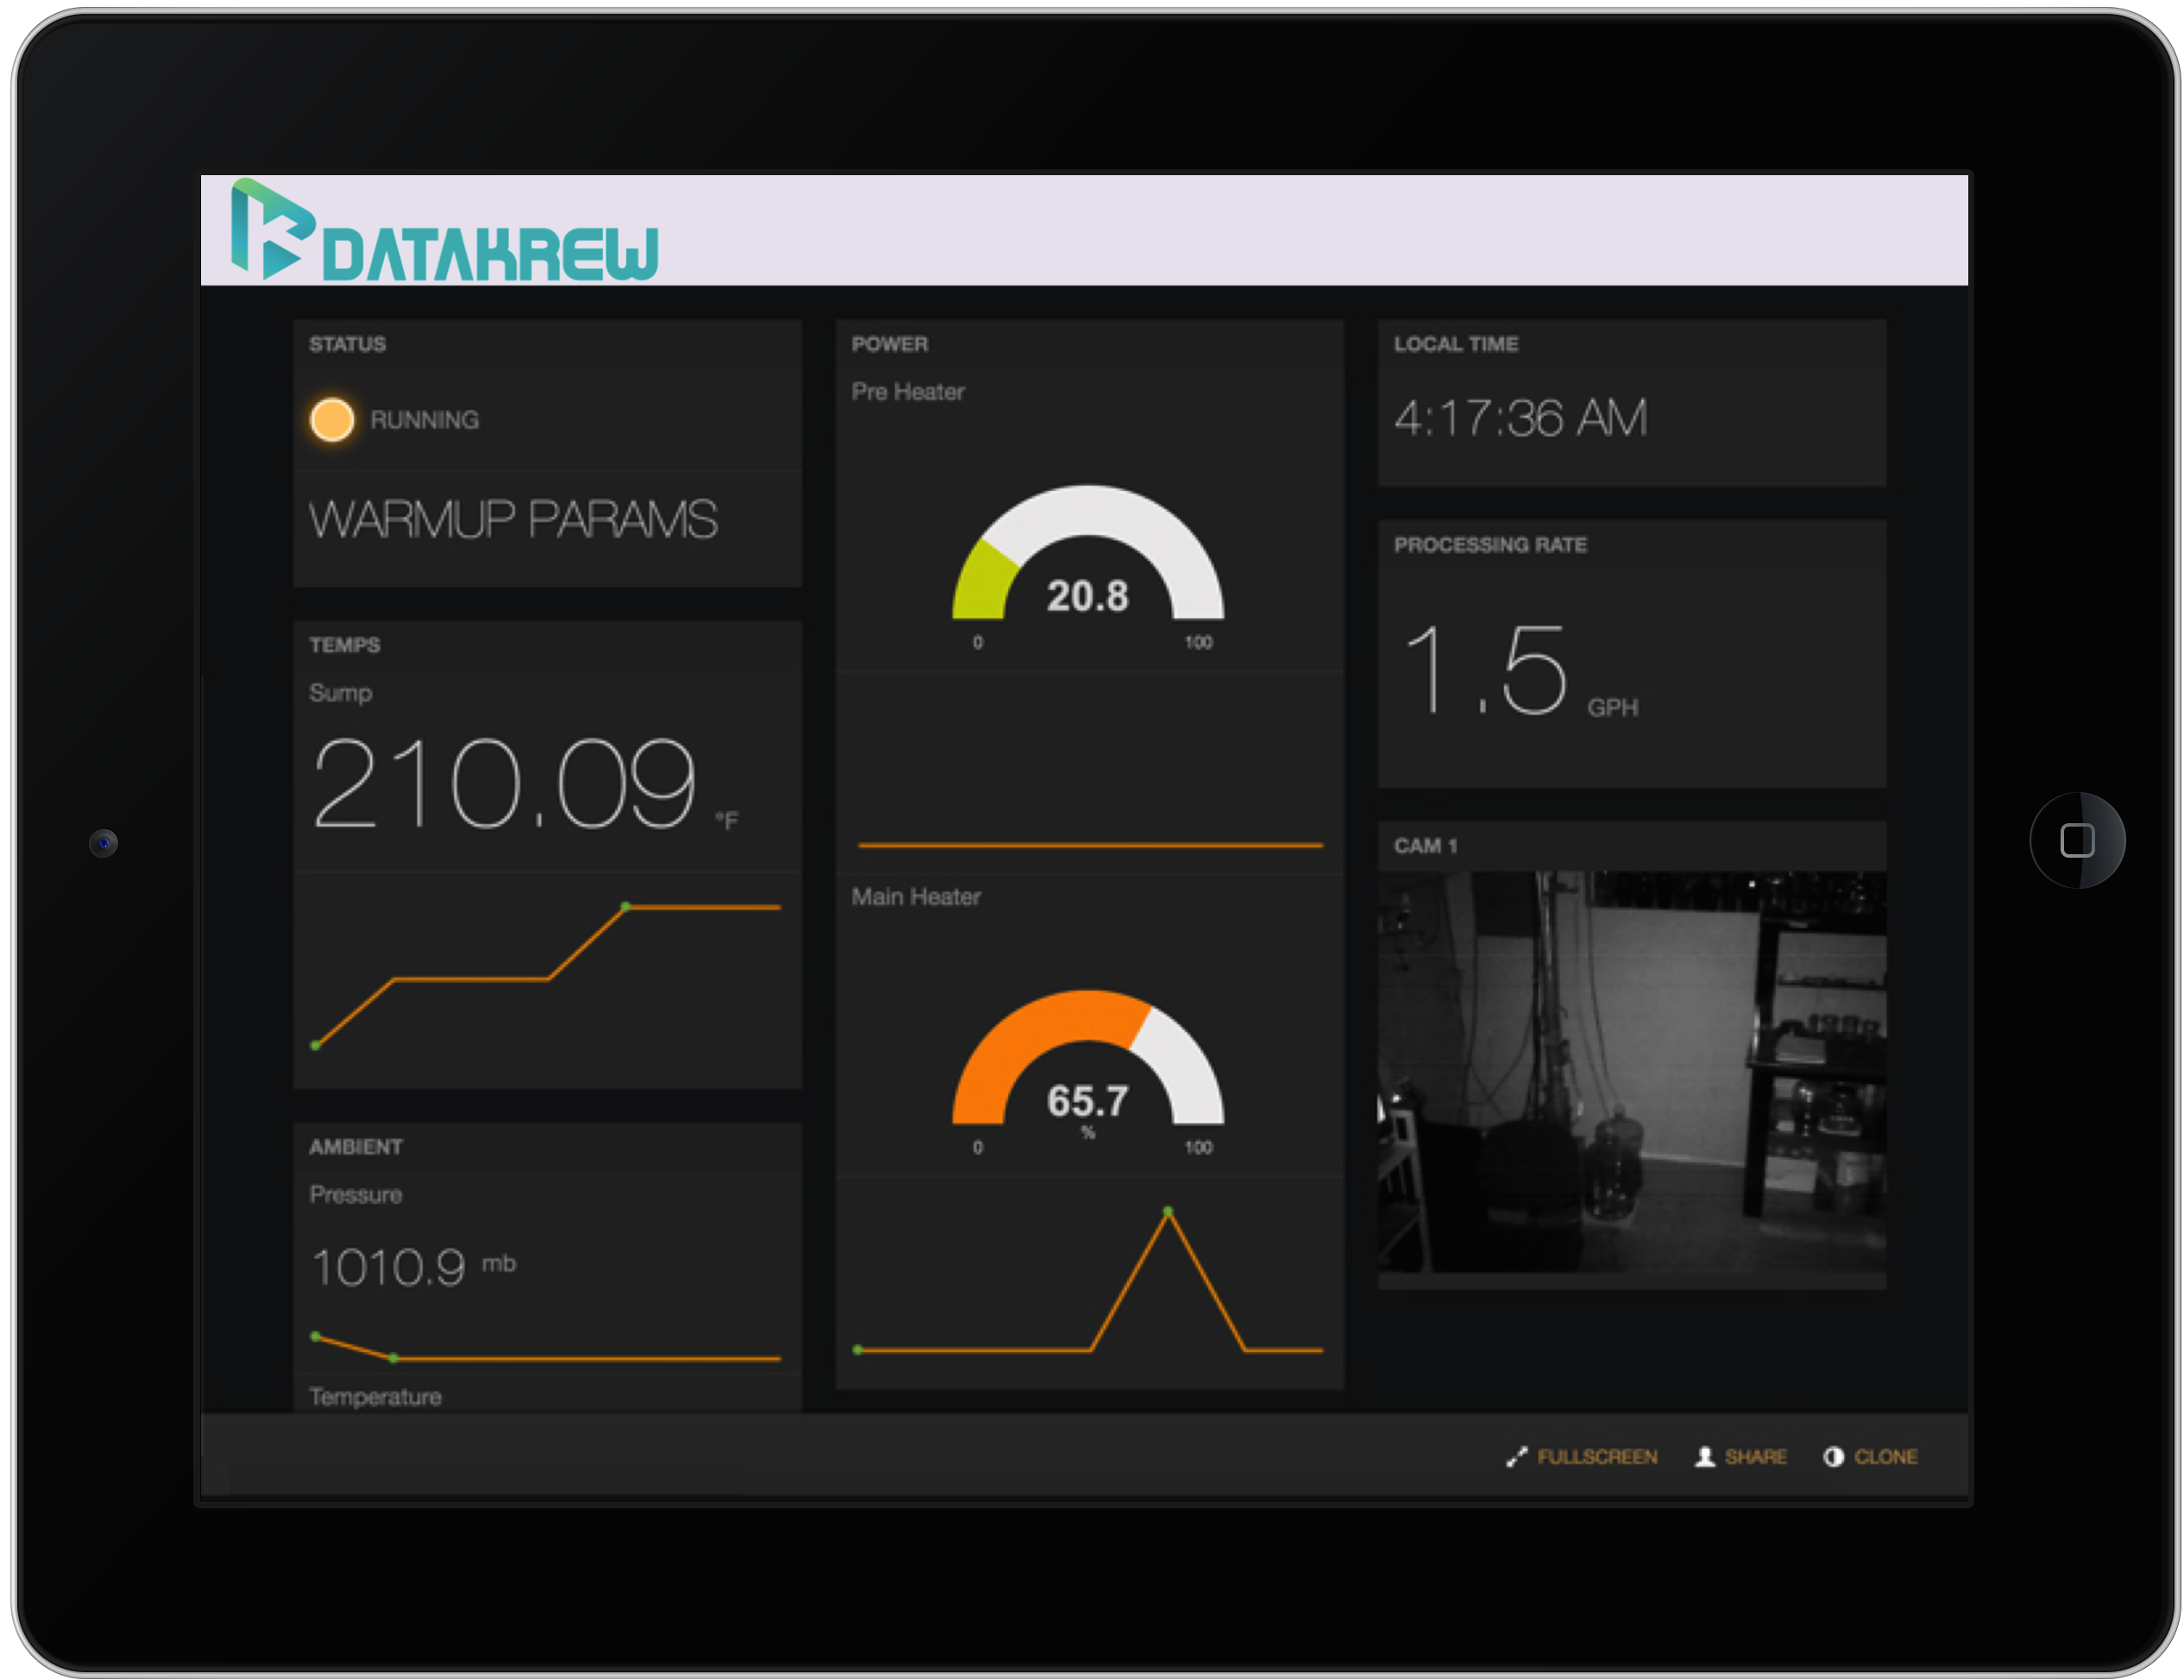 DATAKREW
STATUS
RUNNING
WARMUP PARAMS
TEMPS
Sump
210.09 °F
AMBIENT
Pressure
1010.9 mb
Temperature
POWER
Pre Heater
20.8
0 100
Main Heater
65.7
%
0 100
LOCAL TIME
4:17:36 AM
PROCESSING RATE
1.5 GPH
CAM 1
FULLSCREEN SHARE CLONE